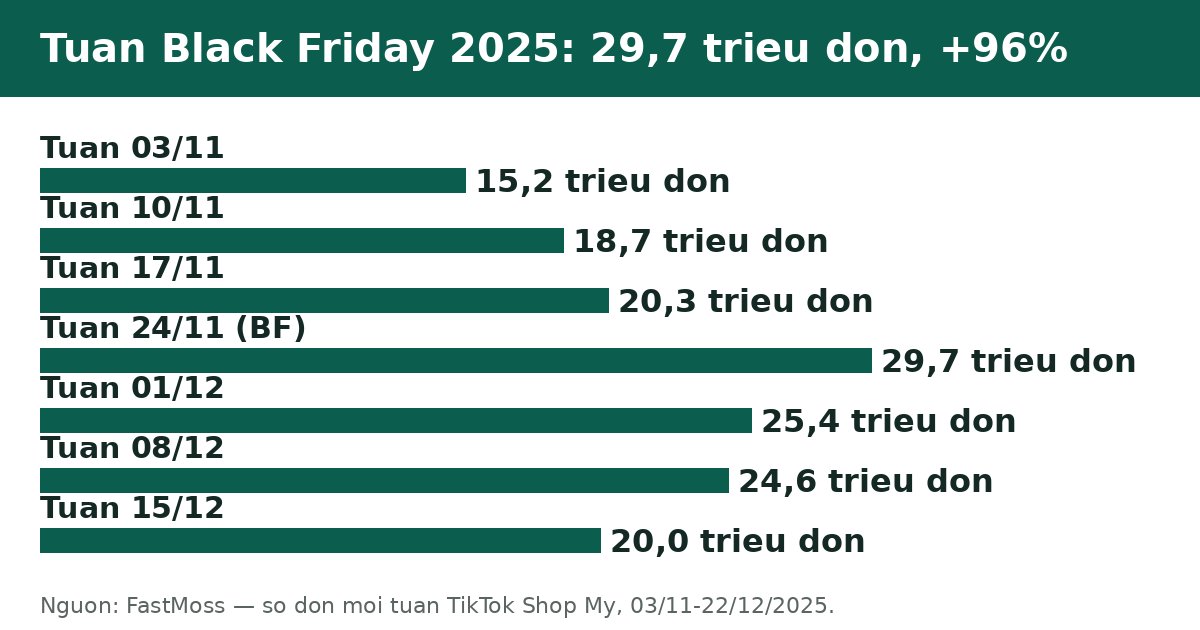 Tuan Black Friday 2025: 29,7 trieu don, +96%
Tuan 03/11
15,2 trieu don
Tuan 10/11
18,7 trieu don
Tuan 17/11
20,3 trieu don
Tuan 24/11 (BF)
29,7 trieu don
Tuan 01/12
25,4 trieu don
Tuan 08/12
24,6 trieu don
Tuan 15/12
20,0 trieu don
Nguon: FastMoss — so don moi tuan TikTok Shop My, 03/11-22/12/2025.